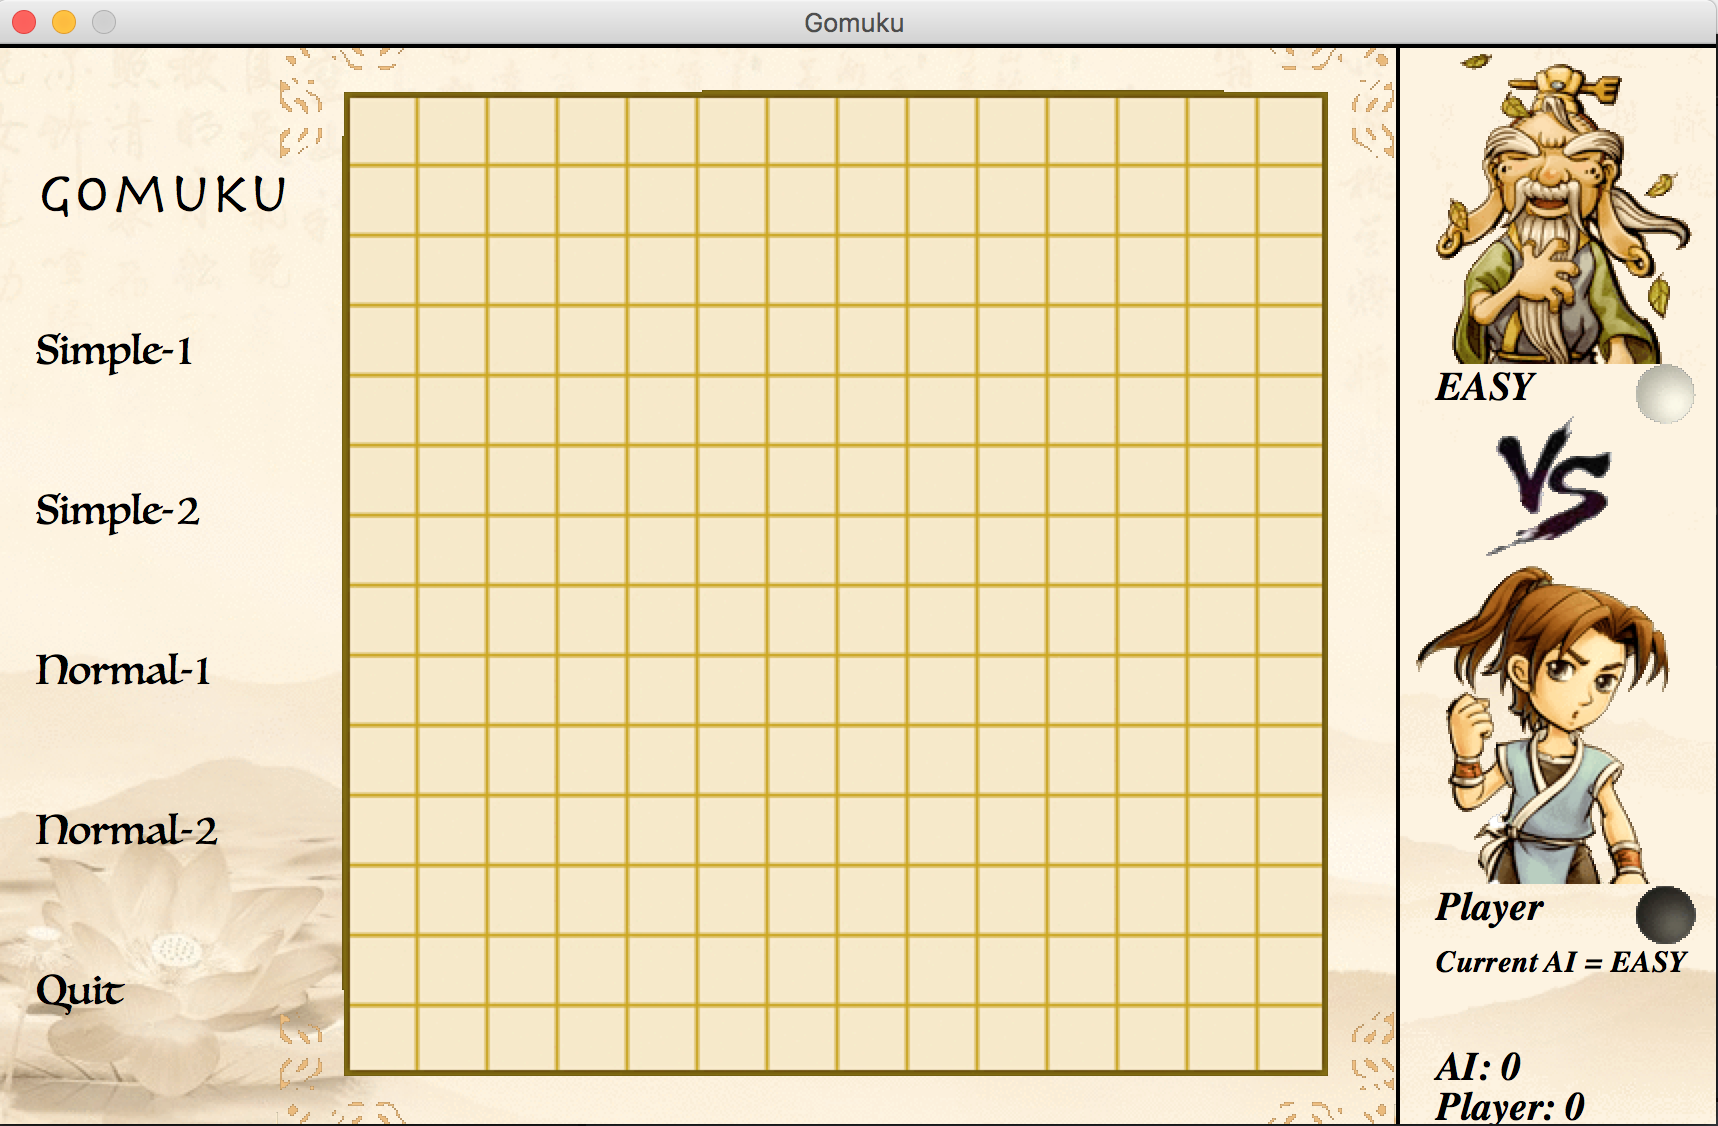 Gomuku
GOMUKU
Simple-1
Simple-2
Normal-1
Normal-2
Quit
EASY
VS
Player
Current AI = EASY
AI: 0
Player: 0